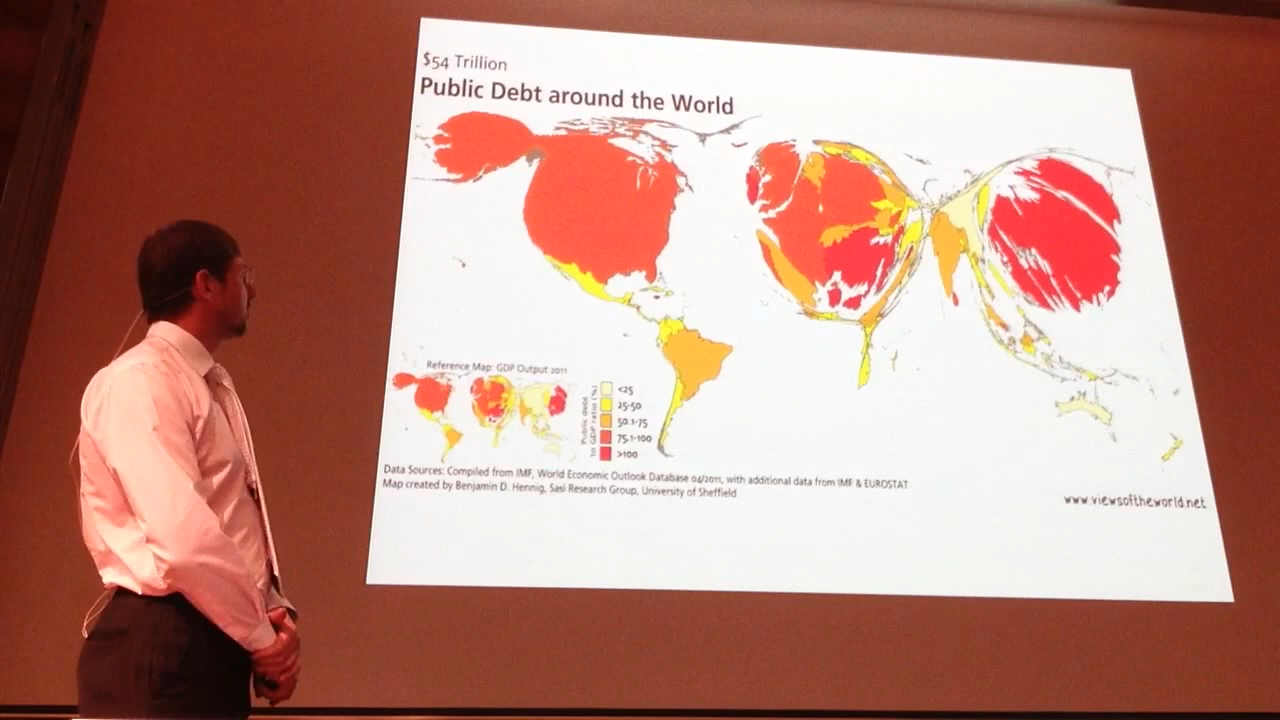 $54 Trillion
Public Debt around the World
Reference Map: GDP Output 2011
Public debt
to GDP ratio (%)
<25
25-50
50.1-75
75.1-100
>100
Data Sources: Compiled from IMF, World Economic Outlook Database 04/2011, with additional data from IMF & EUROSTAT
Map created by Benjamin D. Hennig, Sasi Research Group, University of Sheffield
www.viewsoftheworld.net